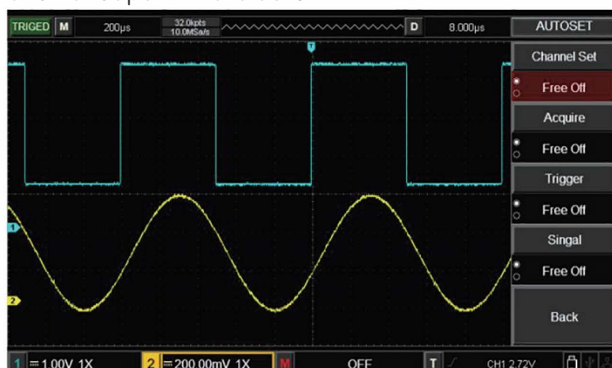 TRIGED M 200μs 32.0kpts D 8.000μs AUTOSET
10.0MSa/s
T
Channel Set
Free Off
Acquire
Free Off
Trigger
Free Off
Singal
Free Off
Back
1
2
1 1.00V 1X 2 200.00mV 1X M OFF T CH1 2.72V